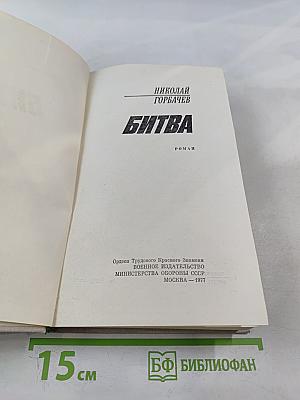 НИКОЛАЙ
ГОРБАЧЕВ
БИТВА
РОМАН
Ордена Трудового Красного Знамени
ВОЕННОЕ ИЗДАТЕЛЬСТВО
МИНИСТЕРСТВА ОБОРОНЫ СССР
МОСКВА — 1977
15 см
БФ БИБЛИОФАН